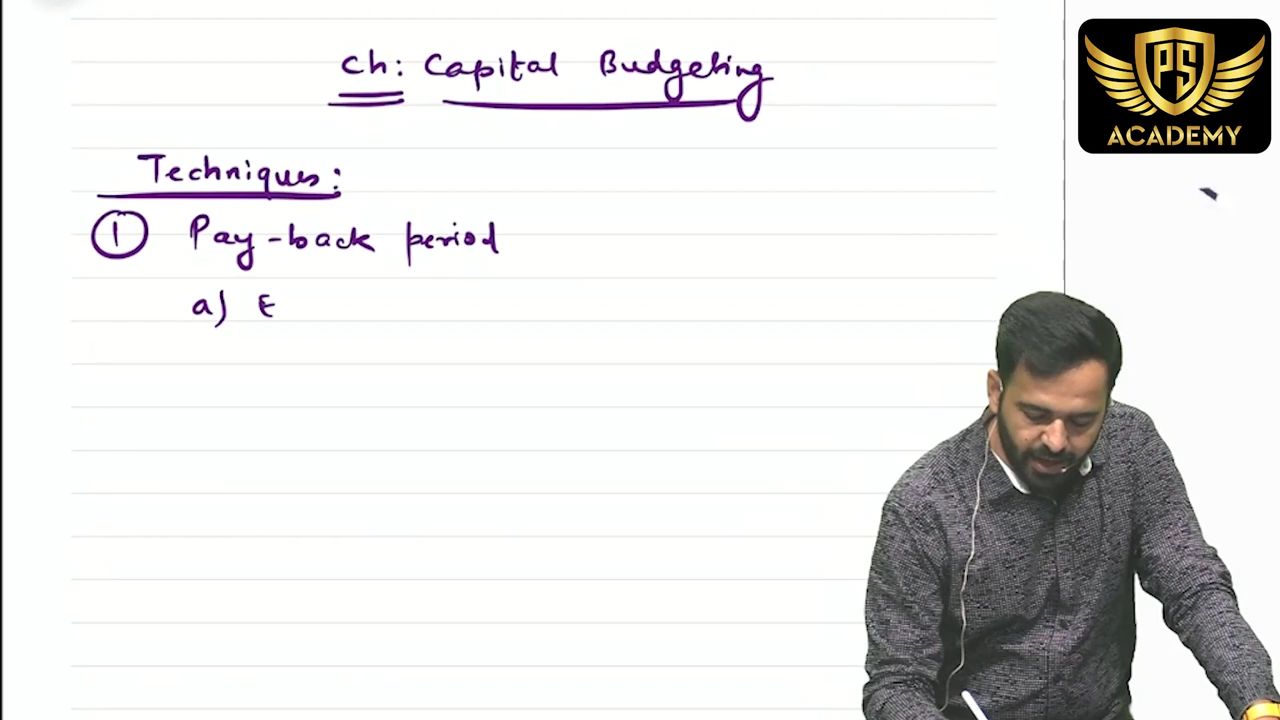 Ch: Capital Budgeting
Techniques:
① Pay-back period
a) E
PS
ACADEMY